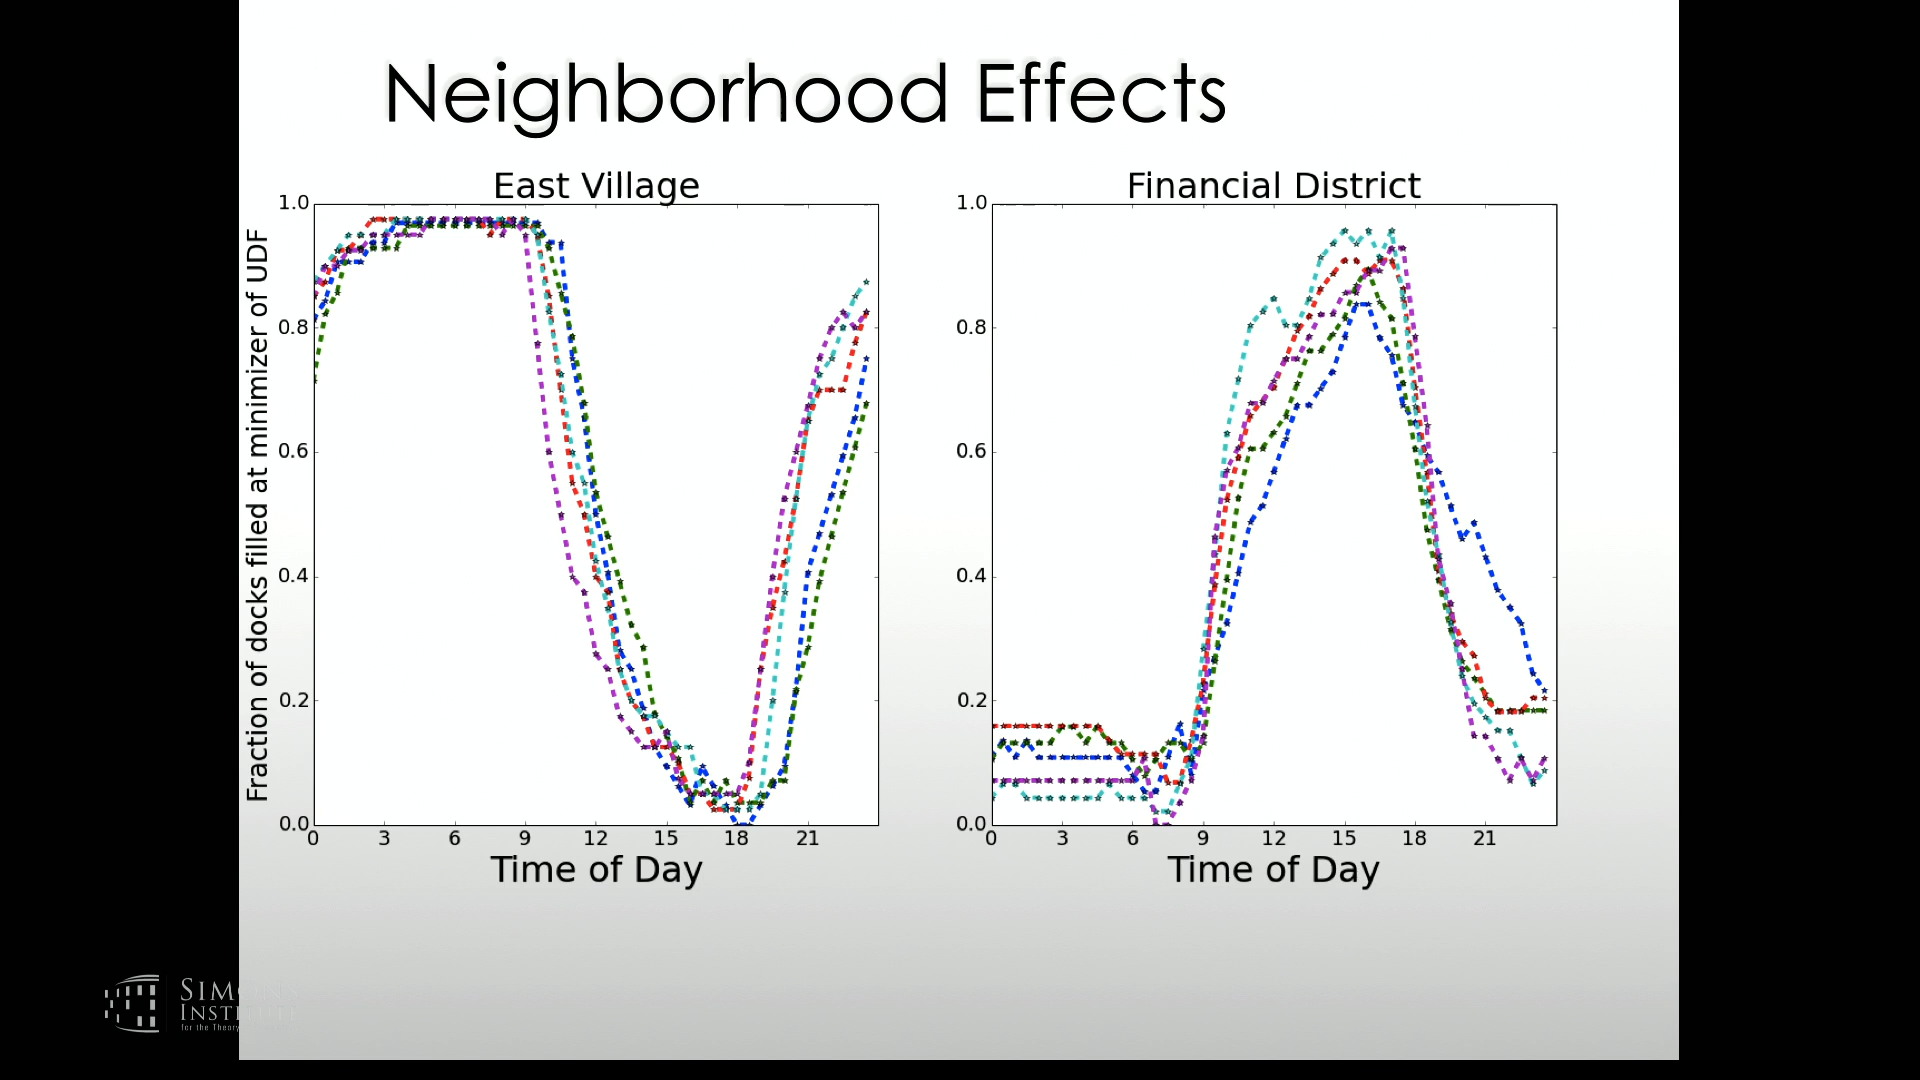 Neighborhood Effects
East Village
Financial District
Fraction of docks filled at minimizer of UDF
1.0
0.8
0.6
0.4
0.2
0.0
0 3 6 9 12 15 18 21
Time of Day
1.0
0.8
0.6
0.4
0.2
0.0
0 3 6 9 12 15 18 21
Time of Day
for the Theory